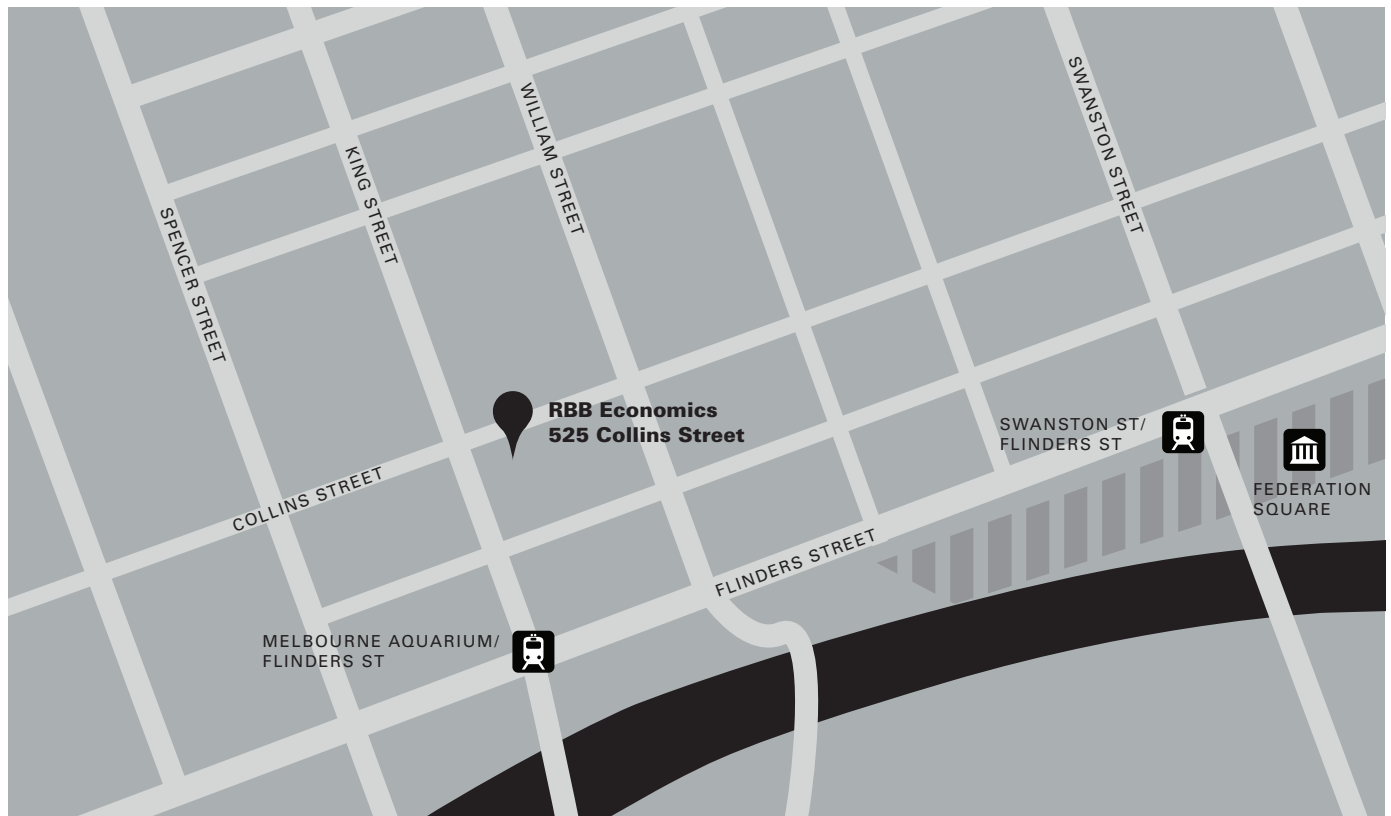 SWANSTON STREET
WILLIAM STREET
KING STREET
SPENCER STREET
RBB Economics
525 Collins Street
SWANSTON ST/
FLINDERS ST
COLLINS STREET
FEDERATION
SQUARE
FLINDERS STREET
MELBOURNE AQUARIUM/
FLINDERS ST